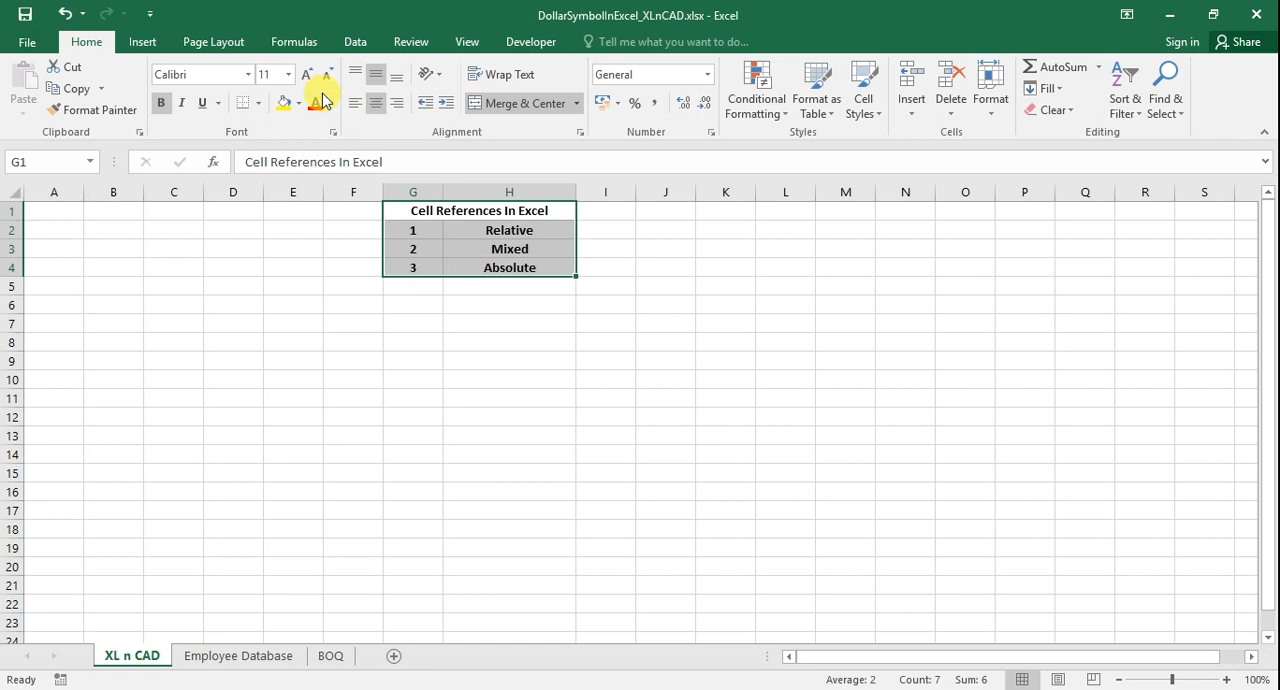 DollarSymbolInExcel_XLnCAD.xlsx - Excel
File Home Insert Page Layout Formulas Data Review View Developer Tell me what you want to do... Sign in Share
Paste
Cut
Copy
Format Painter
Clipboard
Calibri 11
B I U
Font
Wrap Text
Merge & Center
Alignment
General
%
Number
Conditional Formatting
Format as Table
Cell Styles
Styles
Insert Delete Format
Cells
AutoSum
Fill
Clear
Sort & Filter
Find & Select
Editing
G1 fx Cell References In Excel
A B C D E F G H I J K L M N O P Q R S
1 Cell References In Excel
2 1 Relative
3 2 Mixed
4 3 Absolute
5
6
7
8
9
10
11
12
13
14
15
16
17
18
19
20
21
22
23
24
XL n CAD Employee Database BOQ
Ready Average: 2 Count: 7 Sum: 6 100%